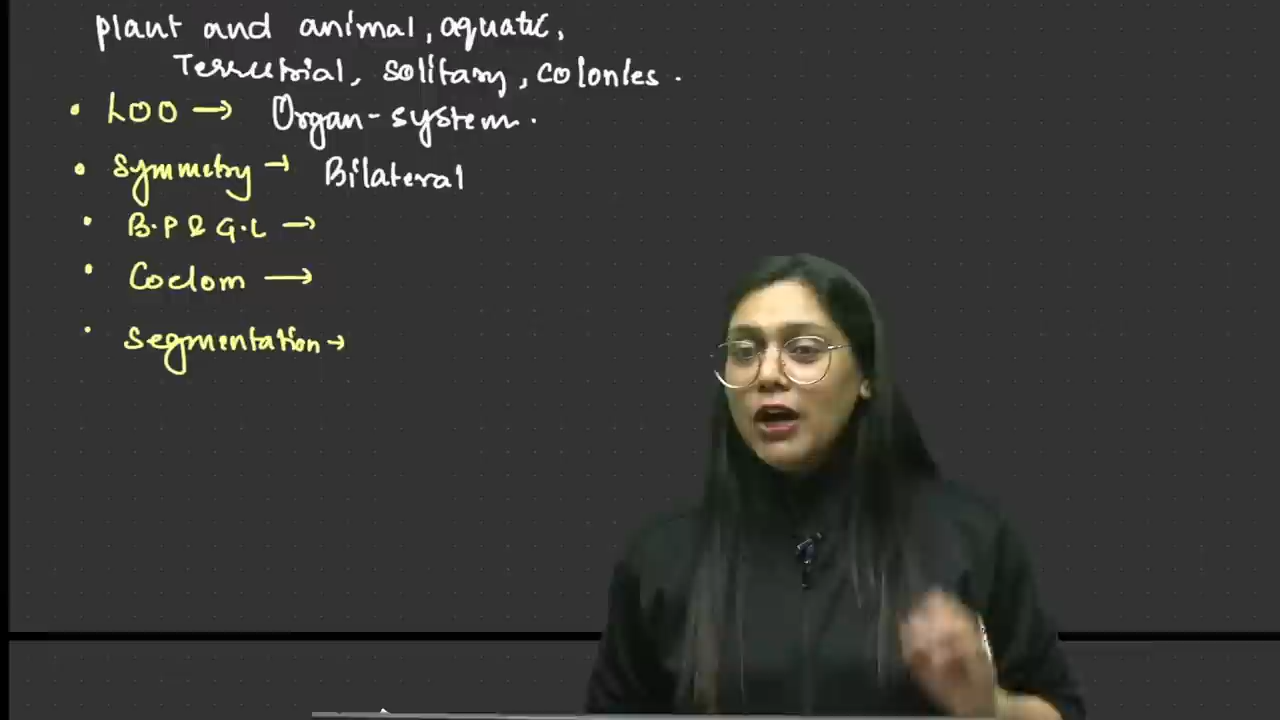 plant and animal, aquatic,
Terrestrial, solitary, colonies.
• LOO → Organ-system.
• Symmetry → Bilateral
• B.P & G.L →
• Coelom →
• Segmentation →